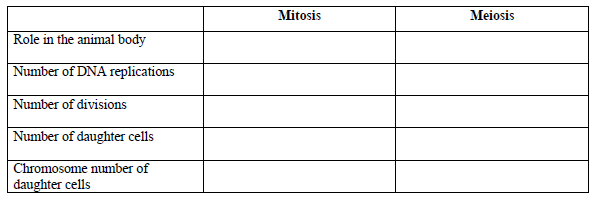 Mitosis Meiosis
Role in the animal body
Number of DNA replications
Number of divisions
Number of daughter cells
Chromosome number of
daughter cells